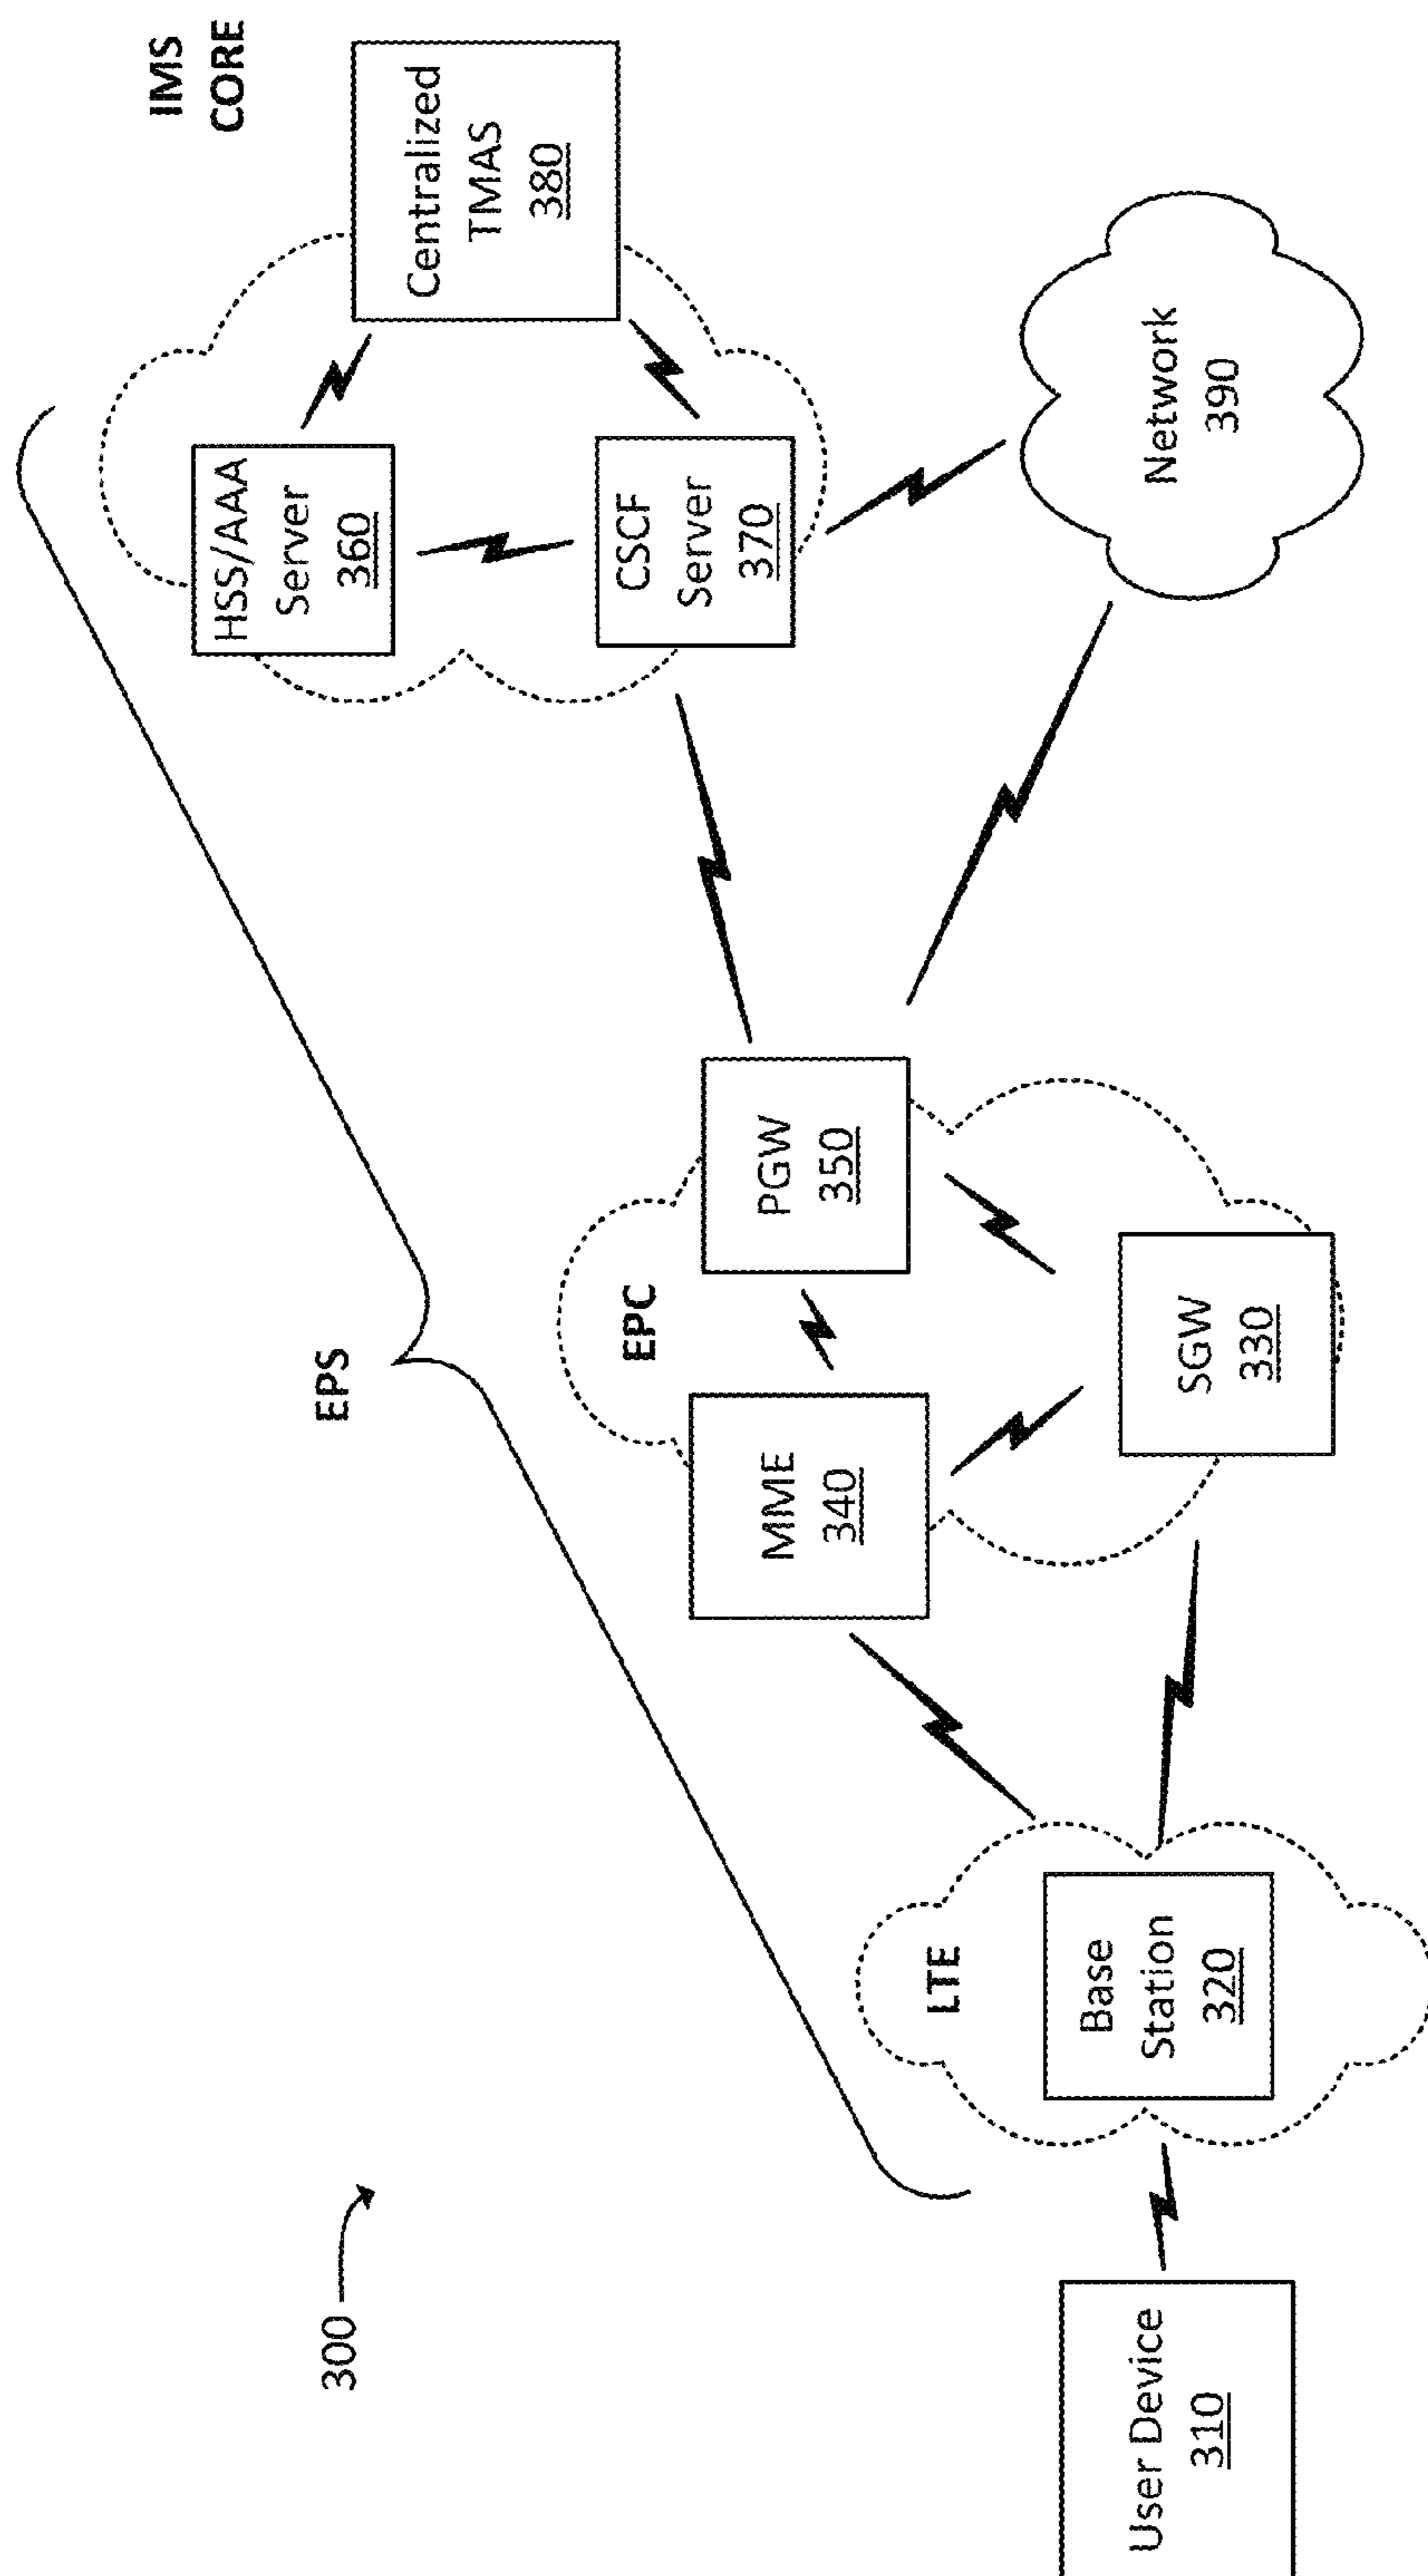 300
EPS
IMS
CORE
HSS/AAA
Server
360
Centralized
TMAS
380
CSCF
Server
370
EPC
MME
340
PGW
350
SGW
330
LTE
Base
Station
320
User Device
310
Network
390